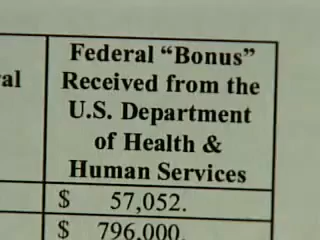 al
Federal “Bonus”
Received from the
U.S. Department
of Health &
Human Services
$ 57,052.
$ 796,000.